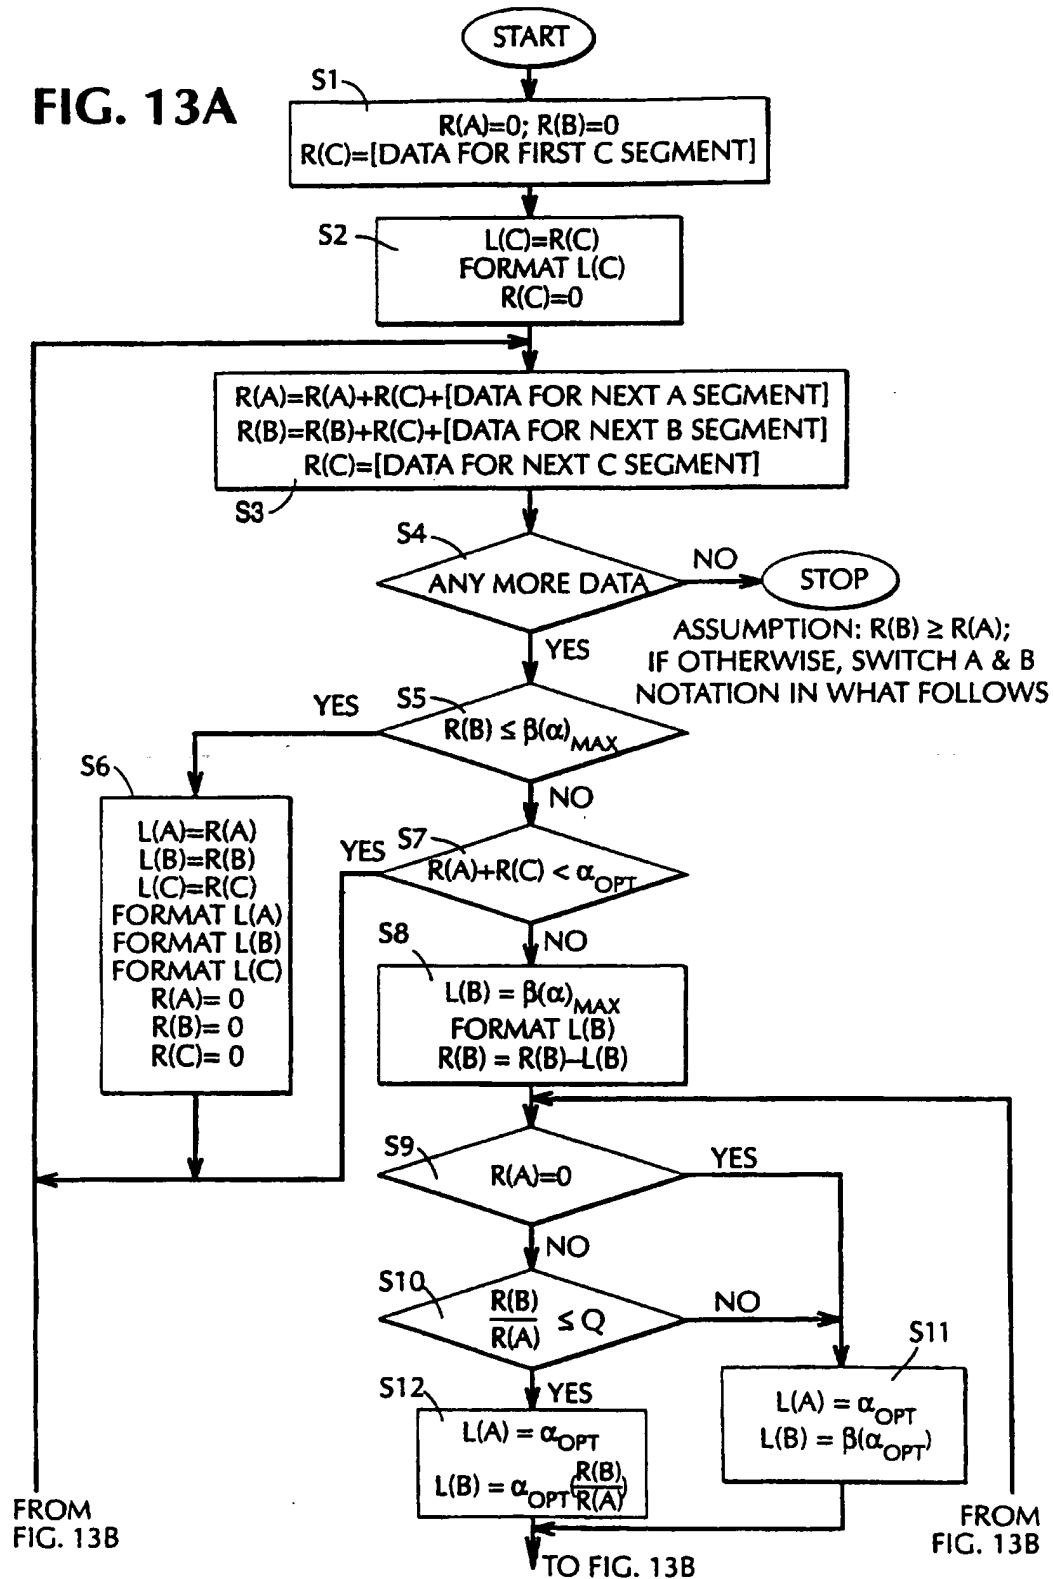 START
FIG. 13A
S1
R(A)=0; R(B)=0
R(C)=[DATA FOR FIRST C SEGMENT]
S2
L(C)=R(C)
FORMAT L(C)
R(C)=0
R(A)=R(A)+R(C)+[DATA FOR NEXT A SEGMENT]
R(B)=R(B)+R(C)+[DATA FOR NEXT B SEGMENT]
R(C)=[DATA FOR NEXT C SEGMENT]
S3
S4
ANY MORE DATA
NO
STOP
YES
ASSUMPTION: R(B) ≥ R(A);
IF OTHERWISE, SWITCH A & B
NOTATION IN WHAT FOLLOWS
S5
R(B) ≤ β(α)MAX
YES
NO
S6
L(A)=R(A)
L(B)=R(B)
L(C)=R(C)
FORMAT L(A)
FORMAT L(B)
FORMAT L(C)
R(A)= 0
R(B)= 0
R(C)= 0
S7
R(A)+R(C) < αOPT
YES
NO
S8
L(B) = β(α)MAX
FORMAT L(B)
R(B) = R(B)–L(B)
S9
R(A)=0
YES
NO
S10
R(B)/R(A) ≤ Q
NO
YES
S11
L(A) = αOPT
L(B) = β(αOPT)
S12
L(A) = αOPT
L(B) = αOPT(R(B)/R(A))
FROM
FIG. 13B
TO FIG. 13B
FROM
FIG. 13B